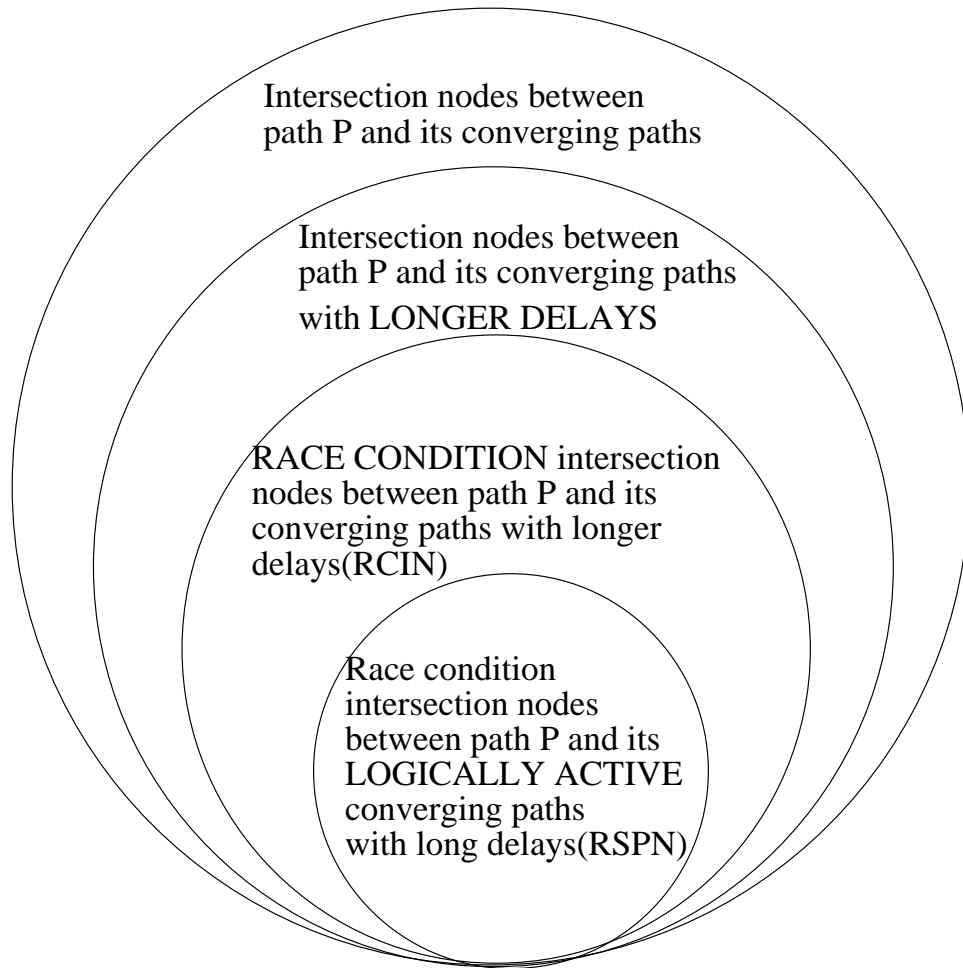 Intersection nodes between
path P and its converging paths
Intersection nodes between
path P and its converging paths
with LONGER DELAYS
RACE CONDITION intersection
nodes between path P and its
converging paths with longer
delays(RCIN)
Race condition
intersection nodes
between path P and its
LOGICALLY ACTIVE
converging paths
with long delays(RSPN)